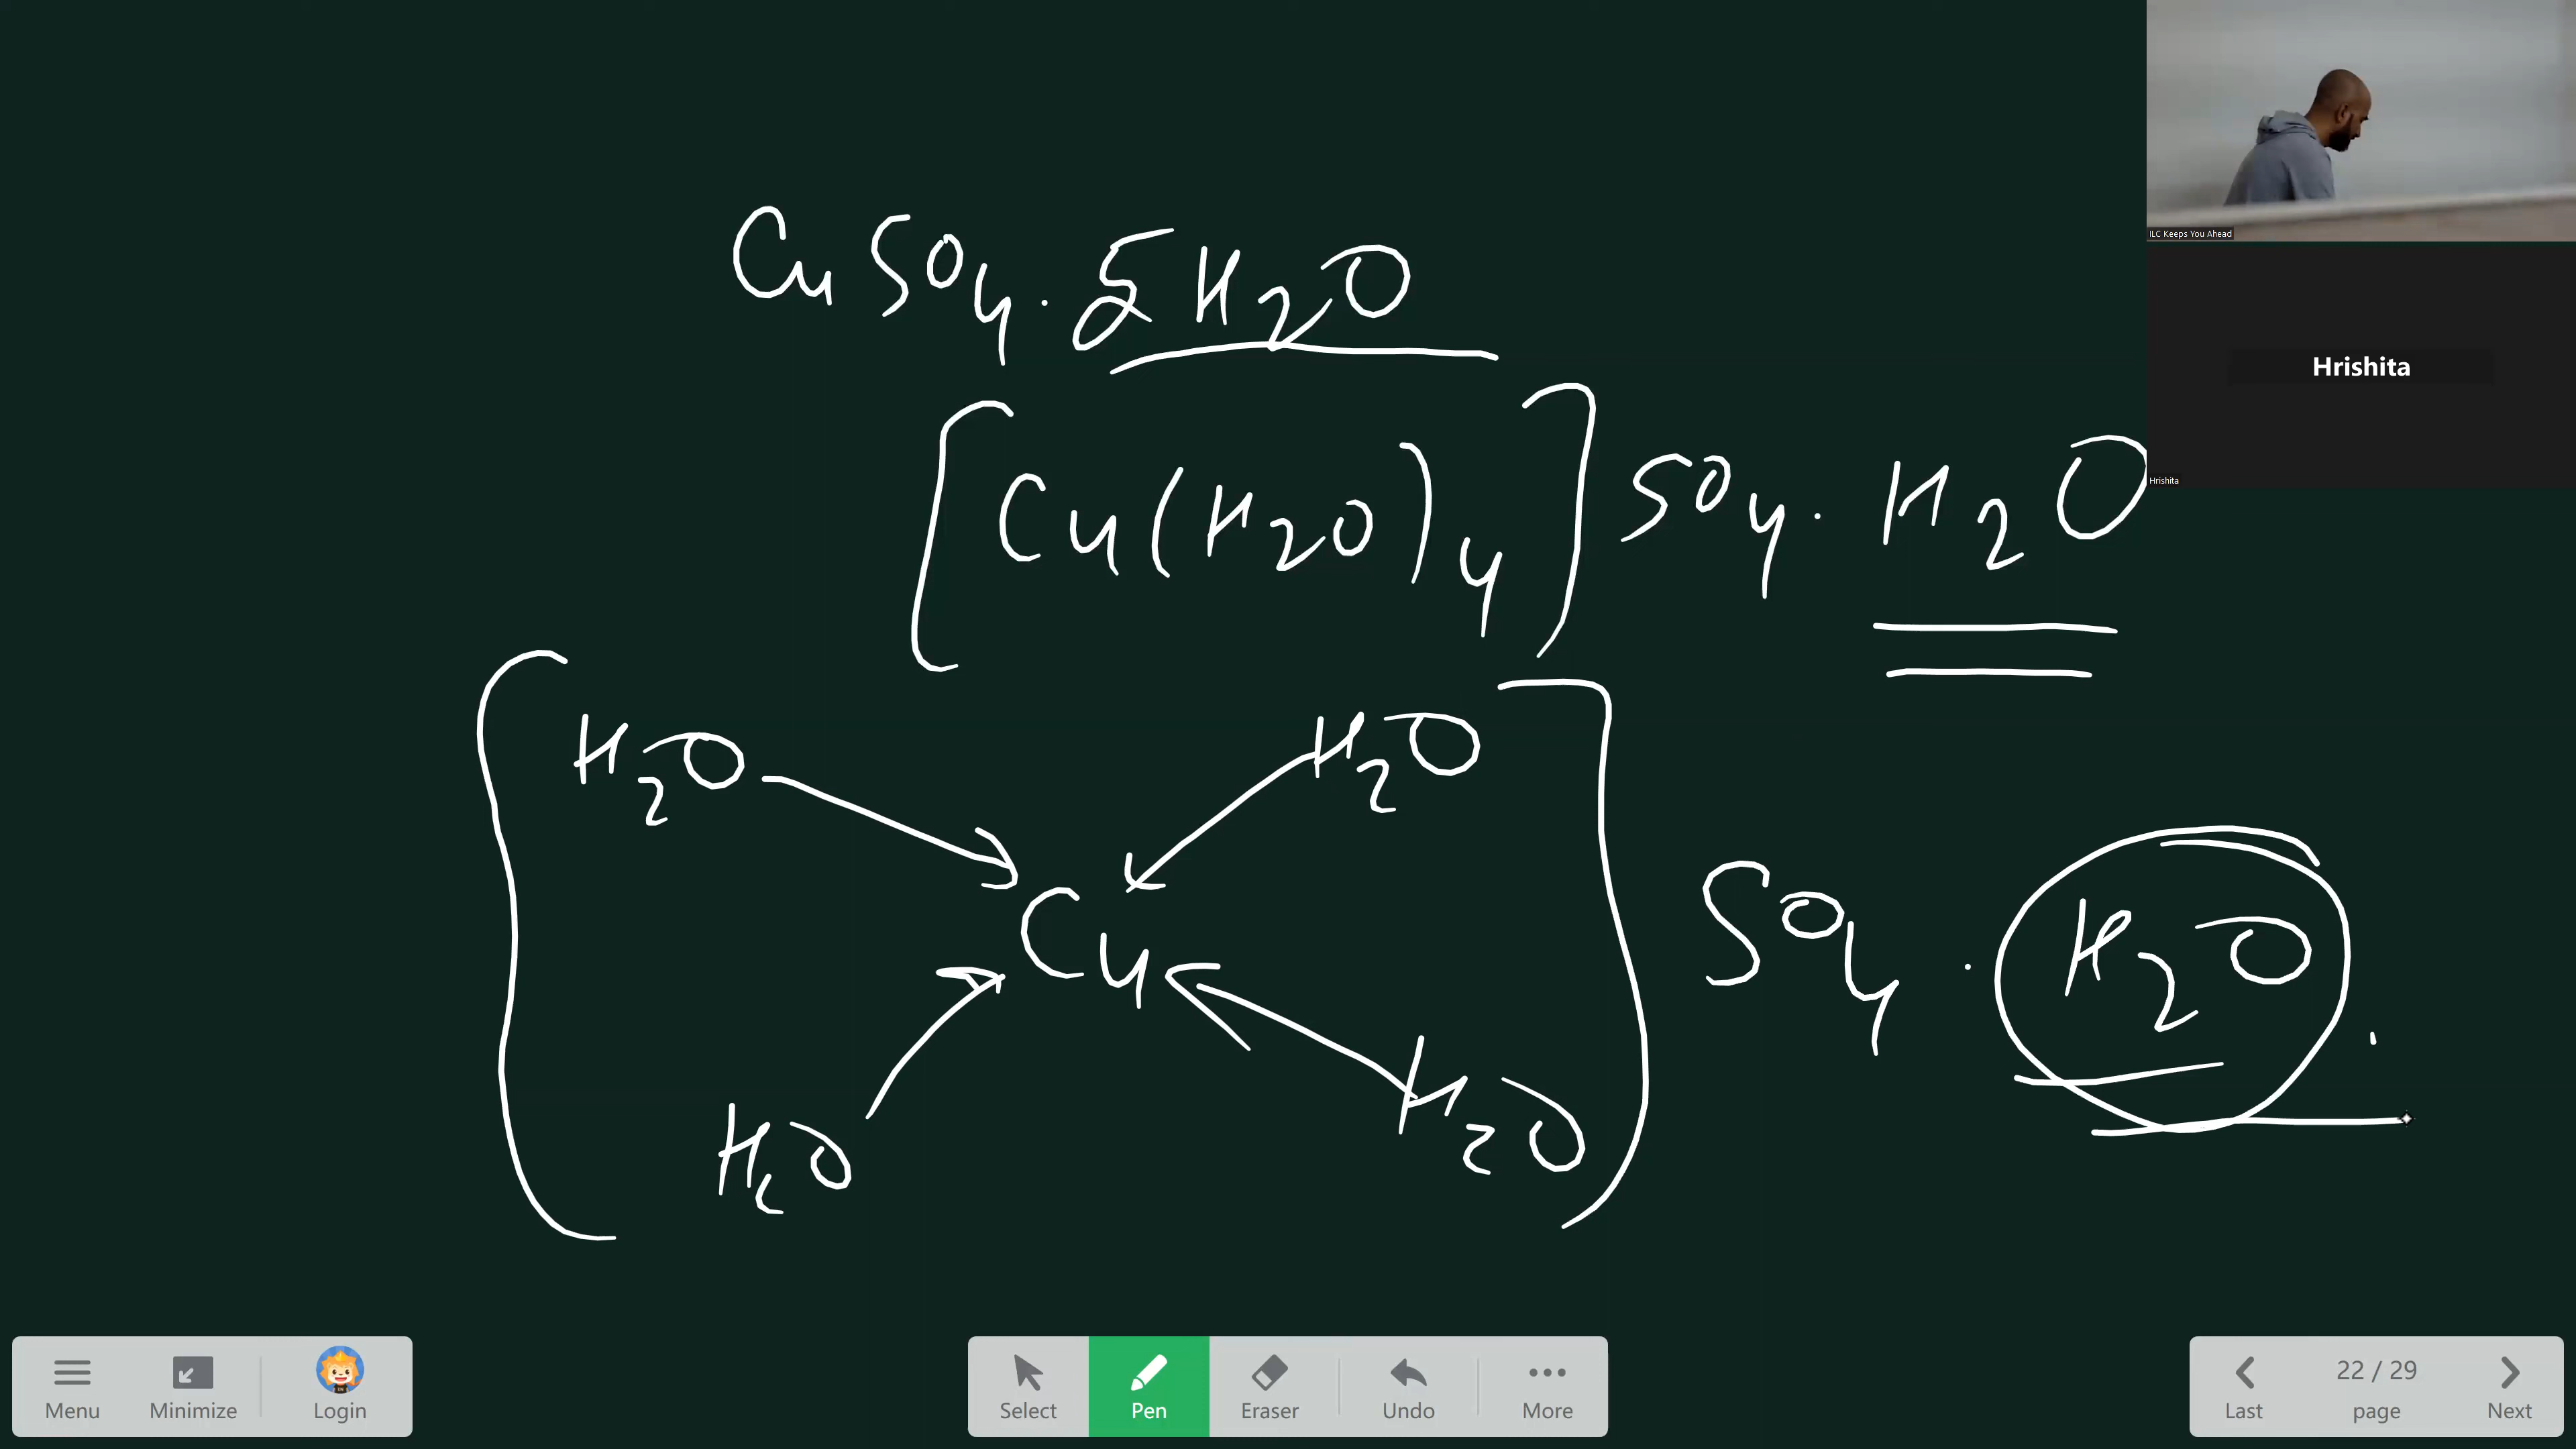 CuSO4.5H2O
[Cu(H2O)4]SO4.H2O
H2O H2O
Cu
SO4 . H2O.
H2O H2O
ILC Keeps You Ahead
Hrishita
Hrishita
Menu Minimize Login
Select Pen Eraser Undo More
22 / 29
Last page Next